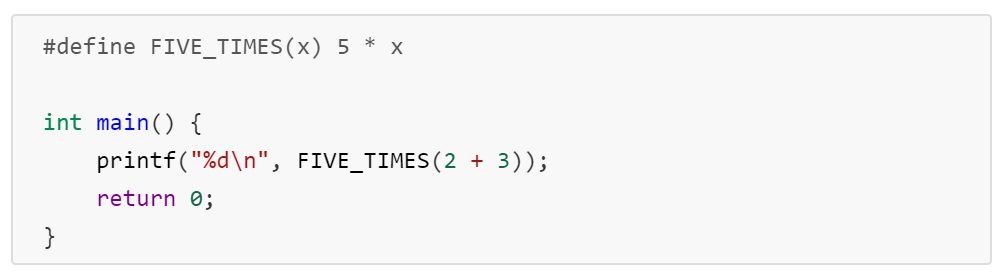 #define FIVE_TIMES(x) 5 * x
int main() {
    printf("%d\n", FIVE_TIMES(2 + 3));
    return 0;
}